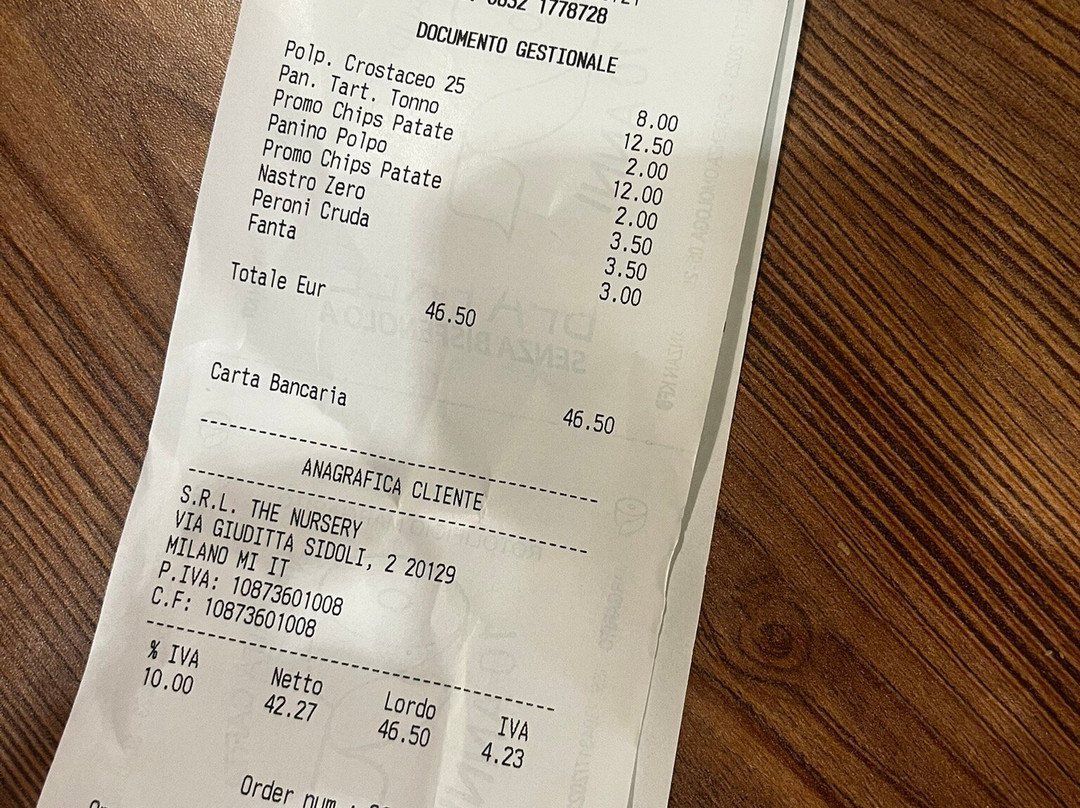 0832 1778728
DOCUMENTO GESTIONALE
Polp. Crostaceo 25 8.00
Pan. Tart. Tonno 12.50
Promo Chips Patate 2.00
Panino Polpo 12.00
Promo Chips Patate 2.00
Nastro Zero 3.50
Peroni Cruda 3.50
Fanta 3.00
Totale Eur 46.50
Carta Bancaria 46.50
ANAGRAFICA CLIENTE
S.R.L. THE NURSERY
VIA GIUDITTA SIDOLI, 2 20129
MILANO MI IT
P.IVA: 10873601008
C.F: 10873601008
% IVA Netto Lordo IVA
10.00 42.27 46.50 4.23
Order num.: